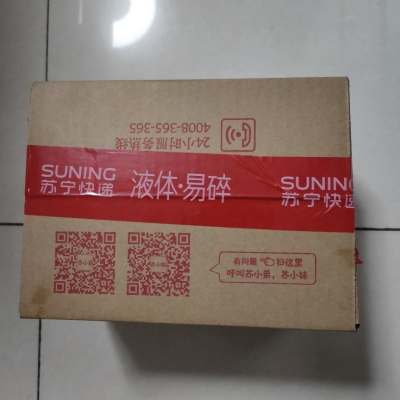 24小时服务热线
4008-365-365
SUNING
苏宁快递
液体·易碎
SUNING
苏宁快递
有问题 扫这里
呼叫苏小弟，苏小妹